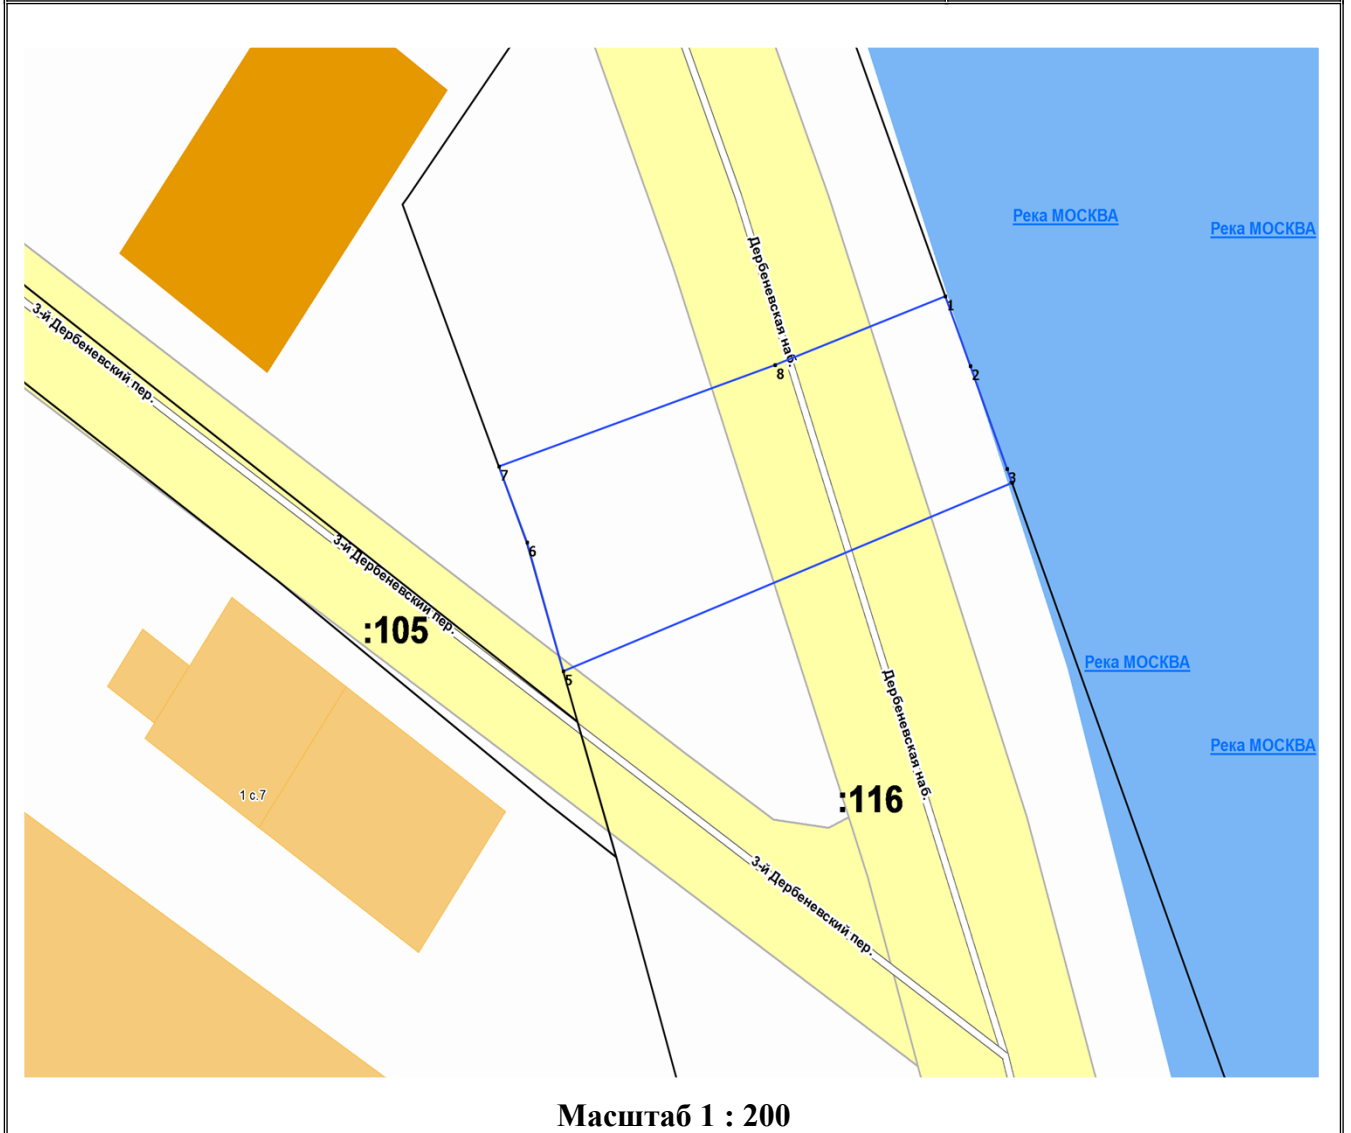 Река МОСКВА
Река МОСКВА
Дербеневская наб.
1
3-й Дербеневский пер.
8
2
7
3
3-й Дербеневский пер.
6
:105
Река МОСКВА
5
Дербеневская наб.
Река МОСКВА
1 с.7
:116
3-й Дербеневский пер.
Масштаб 1 : 200